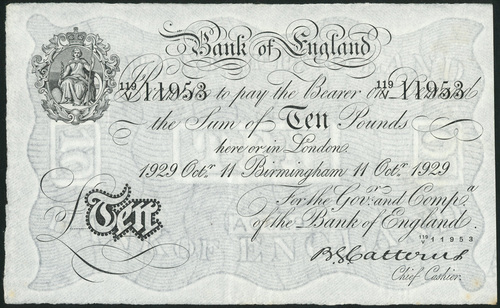 Bank of England
Promise to pay the Bearer on Demand
119/V 11953 119/V 11953
the Sum of Ten Pounds
here or in London.
1929 Octr. 11 Birmingham 11 Octr. 1929
For the Govr. and Compa.
of the Bank of England.
£Ten
119/V 11953
B.G. Catterns
Chief Cashier.